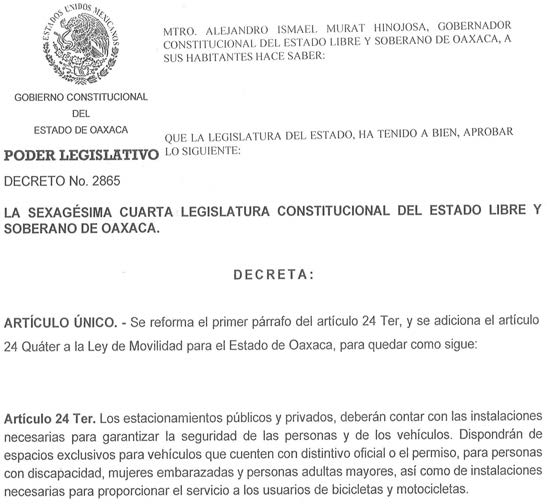 ESTADOS UNIDOS MEXICANOS
MTRO. ALEJANDRO ISMAEL MURAT HINOJOSA, GOBERNADOR
CONSTITUCIONAL DEL ESTADO LIBRE Y SOBERANO DE OAXACA, A
SUS HABITANTES HACE SABER:
GOBIERNO CONSTITUCIONAL
DEL
ESTADO DE OAXACA
QUE LA LEGISLATURA DEL ESTADO, HA TENIDO A BIEN, APROBAR
LO SIGUIENTE:
PODER LEGISLATIVO
DECRETO No. 2865
LA SEXAGÉSIMA CUARTA LEGISLATURA CONSTITUCIONAL DEL ESTADO LIBRE Y
SOBERANO DE OAXACA.
DECRETA:
ARTÍCULO ÚNICO. - Se reforma el primer párrafo del artículo 24 Ter, y se adiciona el artículo
24 Quáter a la Ley de Movilidad para el Estado de Oaxaca, para quedar como sigue:
Artículo 24 Ter. Los estacionamientos públicos y privados, deberán contar con las instalaciones
necesarias para garantizar la seguridad de las personas y de los vehículos. Dispondrán de
espacios exclusivos para vehículos que cuenten con distintivo oficial o el permiso, para personas
con discapacidad, mujeres embarazadas y personas adultas mayores, así como de instalaciones
necesarias para proporcionar el servicio a los usuarios de bicicletas y motocicletas.